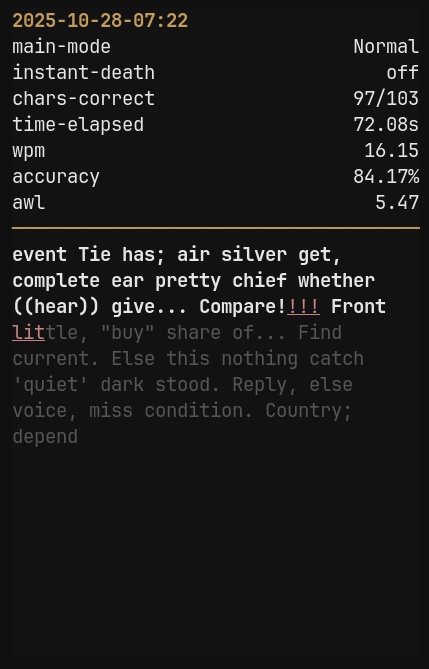 2025-10-28-07:22
main-mode Normal
instant-death off
chars-correct 97/103
time-elapsed 72.08s
wpm 16.15
accuracy 84.17%
awl 5.47
event Tie has; air silver get,
complete ear pretty chief whether
((hear)) give... Compare!!!! Front
little, "buy" share of... Find
current. Else this nothing catch
'quiet' dark stood. Reply, else
voice, miss condition. Country;
depend